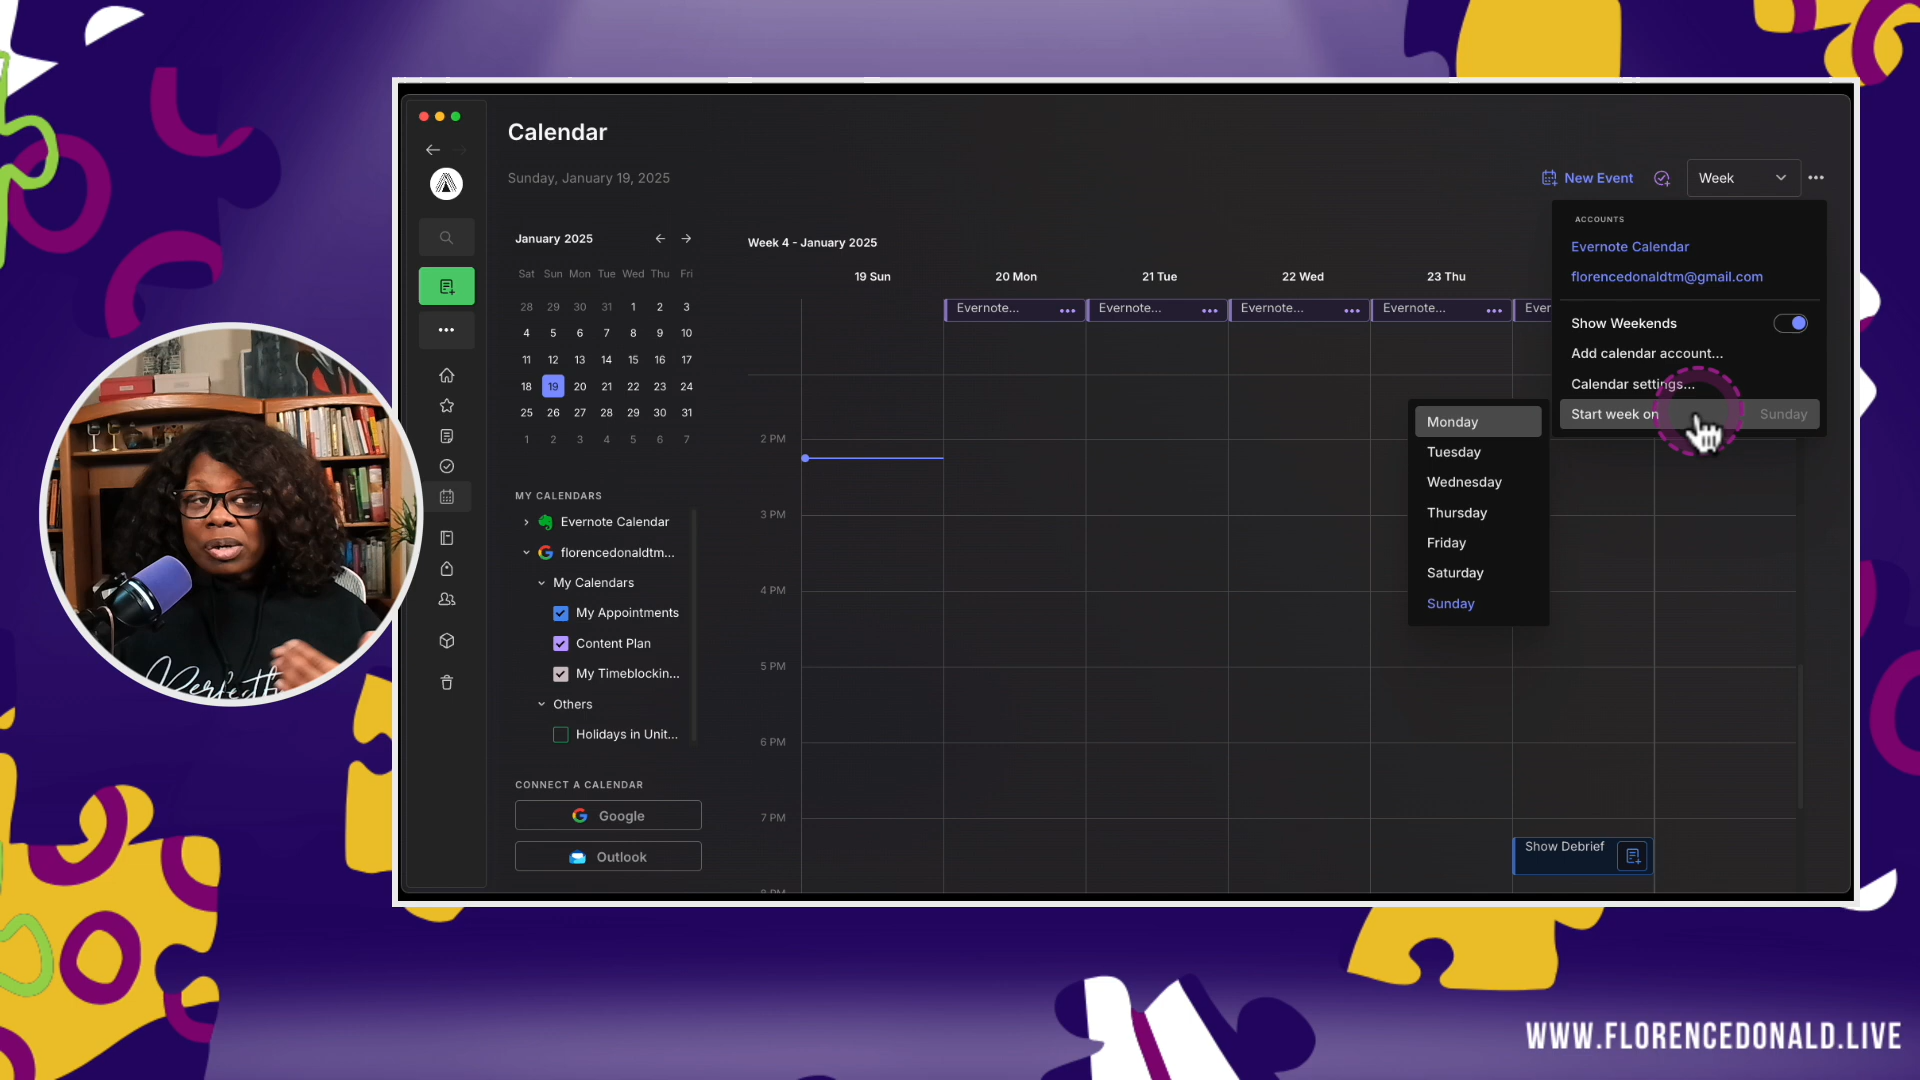 Calendar
Sunday, January 19, 2025
New Event
Week
January 2025
Sat Sun Mon Tue Wed Thu Fri
28 29 30 31 1 2 3
4 5 6 7 8 9 10
11 12 13 14 15 16 17
18 19 20 21 22 23 24
25 26 27 28 29 30 31
1 2 3 4 5 6 7
MY CALENDARS
Evernote Calendar
florencedonaldtm...
My Calendars
My Appointments
Content Plan
My Timeblockin...
Others
Holidays in Unit...
CONNECT A CALENDAR
Google
Outlook
Week 4 - January 2025
19 Sun 20 Mon 21 Tue 22 Wed 23 Thu
Evernote... Evernote... Evernote... Evernote... Ever
2 PM
3 PM
4 PM
5 PM
6 PM
7 PM
8 PM
Show Debrief
ACCOUNTS
Evernote Calendar
florencedonaldtm@gmail.com
Show Weekends
Add calendar account...
Calendar settings...
Start week on Sunday
Monday
Tuesday
Wednesday
Thursday
Friday
Saturday
Sunday
WWW.FLORENCEDONALD.LIVE